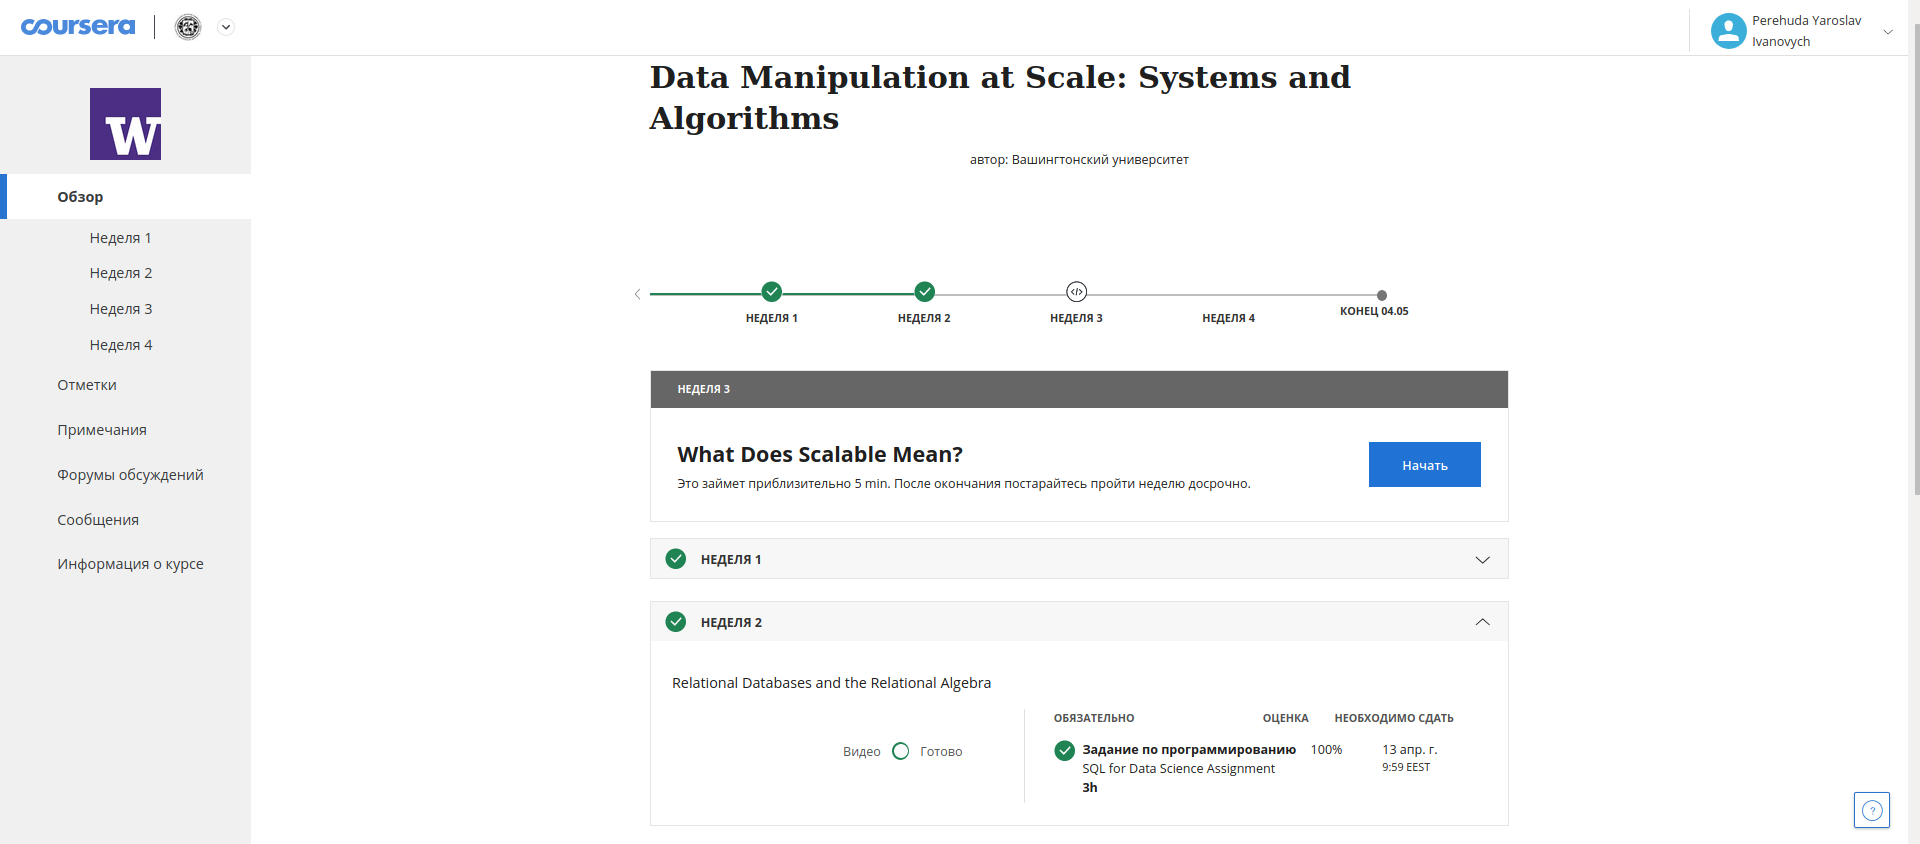 coursera
Perehuda Yaroslav
Ivanovych
W
Data Manipulation at Scale: Systems and
Algorithms
автор: Вашингтонский университет
Обзор
Неделя 1
Неделя 2
Неделя 3
Неделя 4
Отметки
Примечания
Форумы обсуждений
Сообщения
Информация о курсе
НЕДЕЛЯ 1
НЕДЕЛЯ 2
НЕДЕЛЯ 3
НЕДЕЛЯ 4
КОНЕЦ 04.05
НЕДЕЛЯ 3
What Does Scalable Mean?
Это займет приблизительно 5 min. После окончания постарайтесь пройти неделю досрочно.
Начать
НЕДЕЛЯ 1
НЕДЕЛЯ 2
Relational Databases and the Relational Algebra
Видео Готово
ОБЯЗАТЕЛЬНО ОЦЕНКА НЕОБХОДИМО СДАТЬ
Задание по программированию 100% 13 апр. г.
SQL for Data Science Assignment 9:59 EEST
3h
?